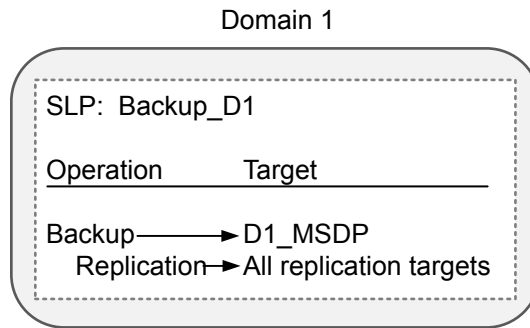 Domain 1
SLP:  Backup_D1
Operation Target
Backup D1_MSDP
Replication All replication targets